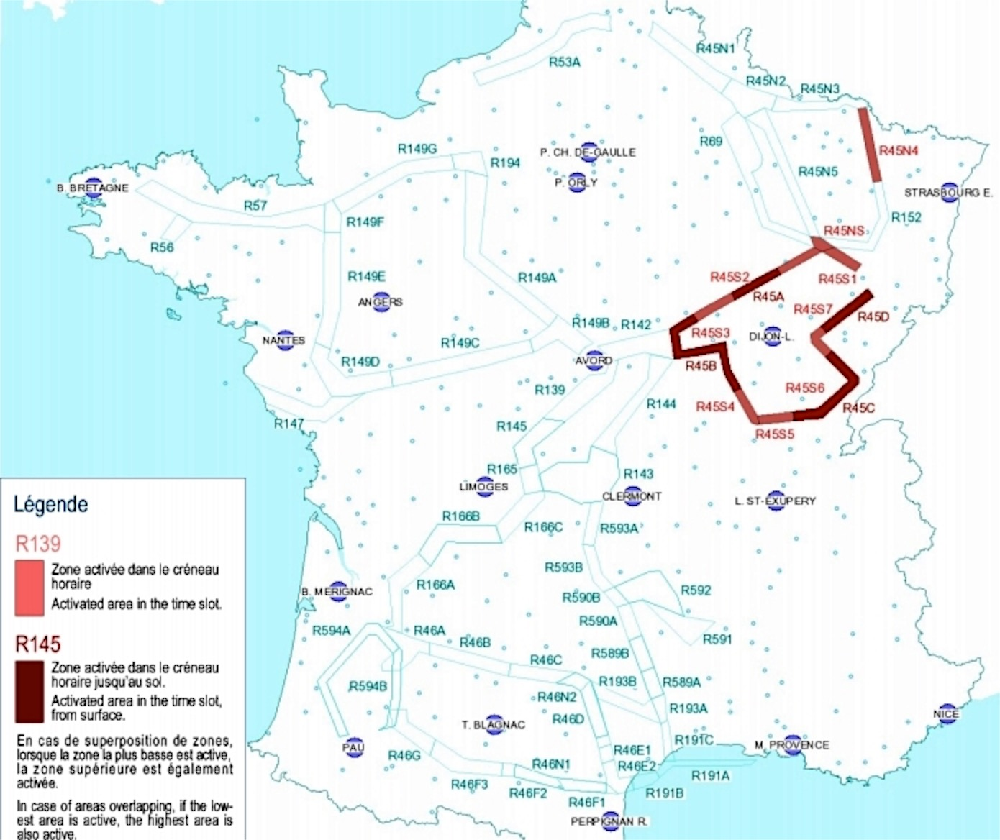 R45N1
R53A
R45N2
R45N3
R69
R149G
P. CH. DE-GAULLE
R45N4
R194
P. ORLY
R45N5
B. BRETAGNE
STRASBOURG E.
R57
R149F
R152
R45NS
R56
R149E
R149A
R45S2
R45S1
R45A
ANGERS
R45S7
R45D
R149B
R142
R45S3
DIJON-L.
NANTES
R149C
R149D
AVORD
R45B
R139
R45S6
R144
R45S4
R45C
R147
R145
R45S5
R165
R143
LIMOGES
CLERMONT
L. ST-EXUPERY
R166B
R166C
R593A
R593B
R166A
B. MERIGNAC
R590B
R592
R590A
R594A
R46A
R591
R46B
R46C
R589B
R594B
R193B
R589A
R46N2
R193A
R46D
T. BLAGNAC
NICE
PAU
R191C
M. PROVENCE
R46G
R46E1
R46N1
R46E2
R191A
R46F3
R46F2
R191B
R46F1
PERPIGNAN R.
Légende
R139
Zone activée dans le créneau
horaire
Activated area in the time slot.
R145
Zone activée dans le créneau
horaire jusqu'au sol.
Activated area in the time slot,
from surface.
En cas de superposition de zones,
lorsque la zone la plus basse est active,
la zone supérieure est également
activée.
In case of areas overlapping, if the low-
est area is active, the highest area is
also active.